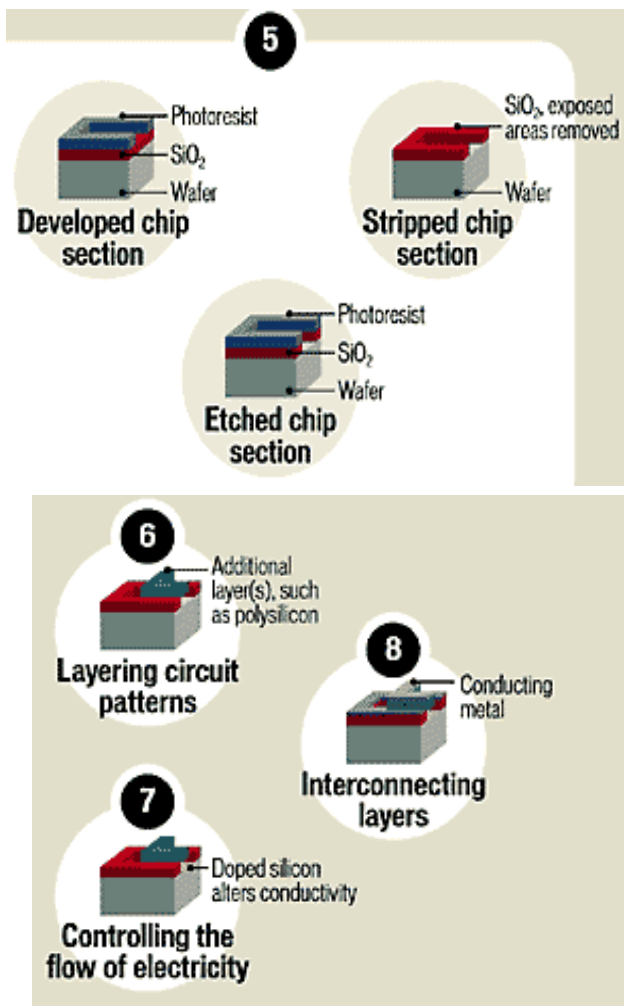 5
Photoresist
SiO₂
Wafer
Developed chip
section
SiO₂, exposed
areas removed
Wafer
Stripped chip
section
Photoresist
SiO₂
Wafer
Etched chip
section
6
Additional
layer(s), such
as polysilicon
Layering circuit
patterns
8
Conducting
metal
Interconnecting
layers
7
Doped silicon
alters conductivity
Controlling the
flow of electricity